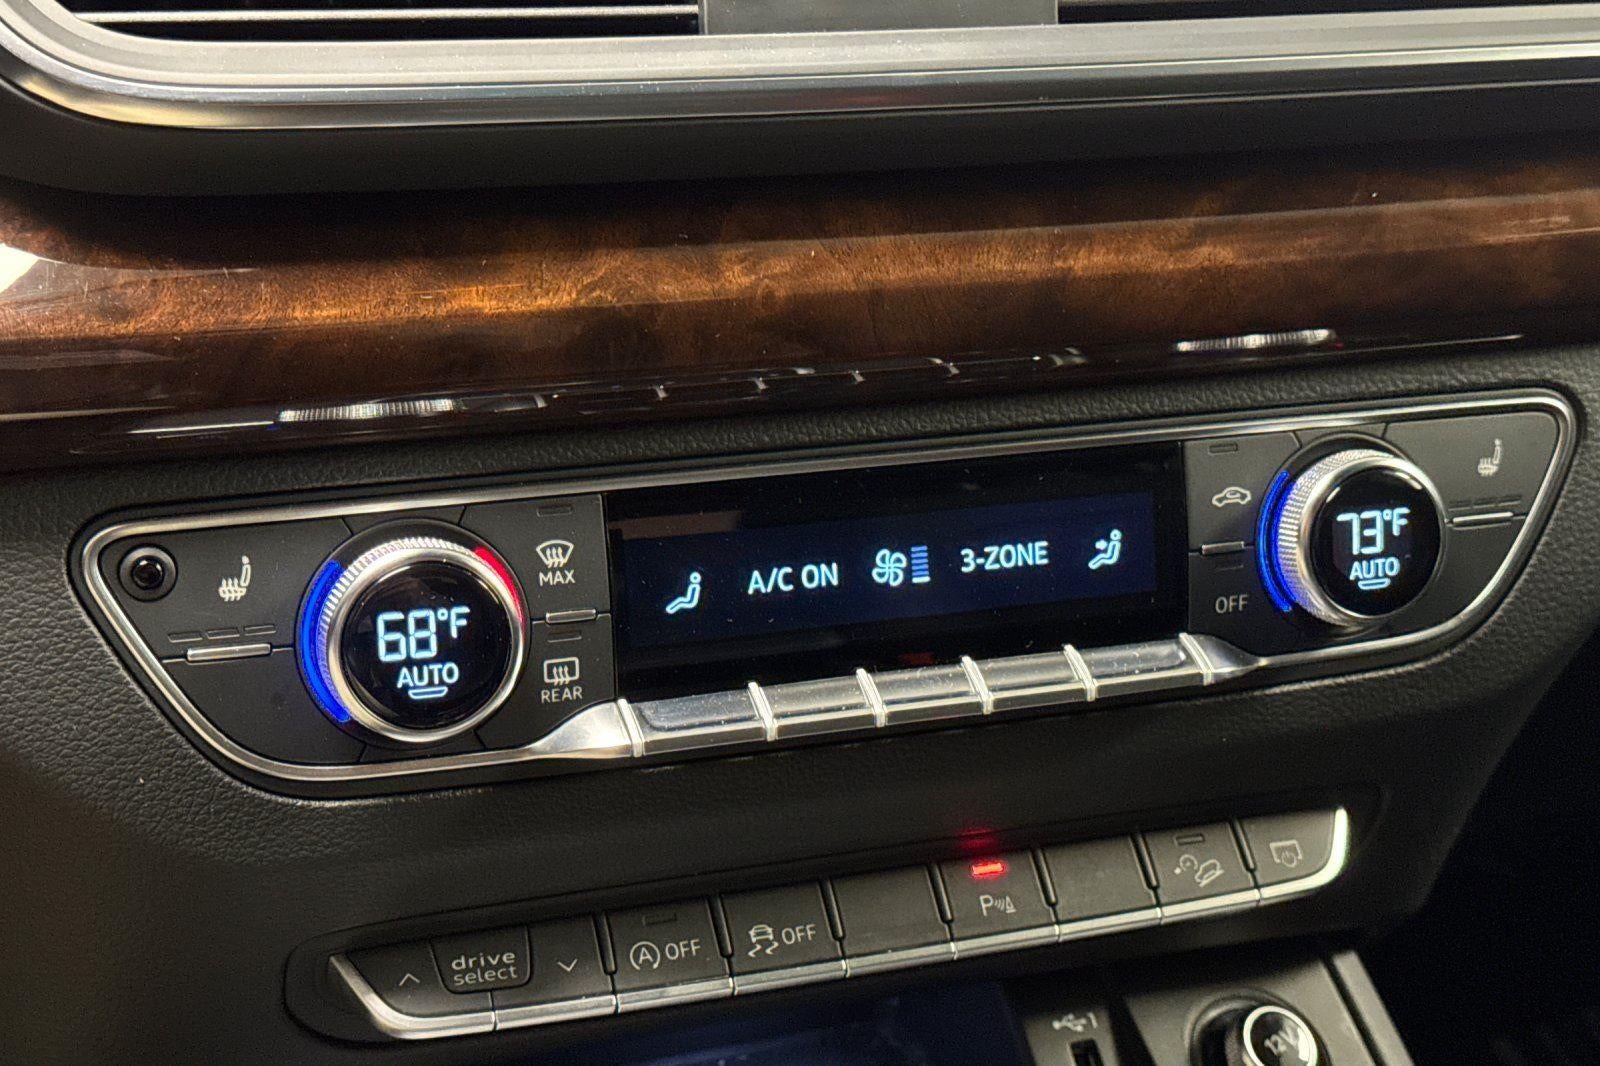 MAX
68°F
AUTO
REAR
A/C ON
3-ZONE
73°F
AUTO
OFF
drive
select
A OFF
OFF
P
1
12V